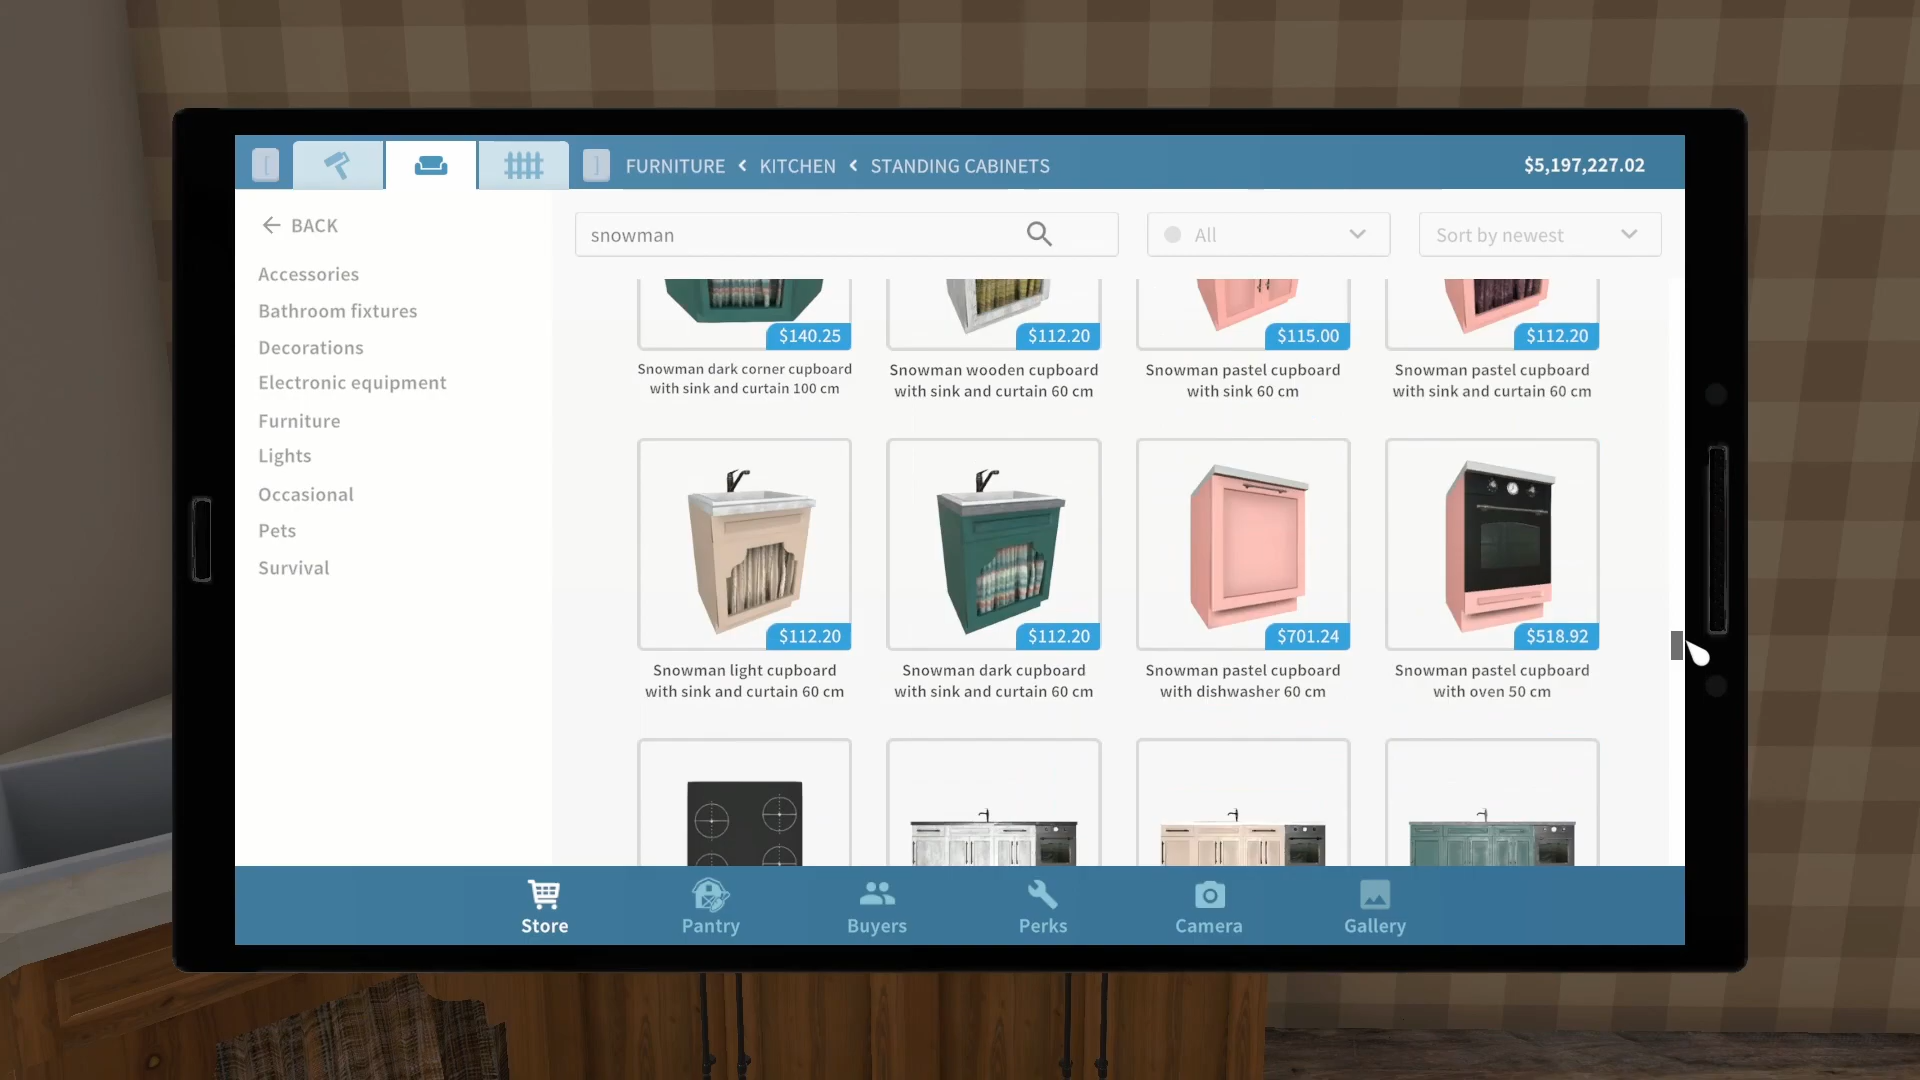 [
]
FURNITURE < KITCHEN < STANDING CABINETS
$5,197,227.02
BACK
Accessories
Bathroom fixtures
Decorations
Electronic equipment
Furniture
Lights
Occasional
Pets
Survival
snowman
All
Sort by newest
$140.25
Snowman dark corner cupboard
with sink and curtain 100 cm
$112.20
Snowman wooden cupboard
with sink and curtain 60 cm
$115.00
Snowman pastel cupboard
with sink 60 cm
$112.20
Snowman pastel cupboard
with sink and curtain 60 cm
$112.20
Snowman light cupboard
with sink and curtain 60 cm
$112.20
Snowman dark cupboard
with sink and curtain 60 cm
$701.24
Snowman pastel cupboard
with dishwasher 60 cm
$518.92
Snowman pastel cupboard
with oven 50 cm
Store
Pantry
Buyers
Perks
Camera
Gallery